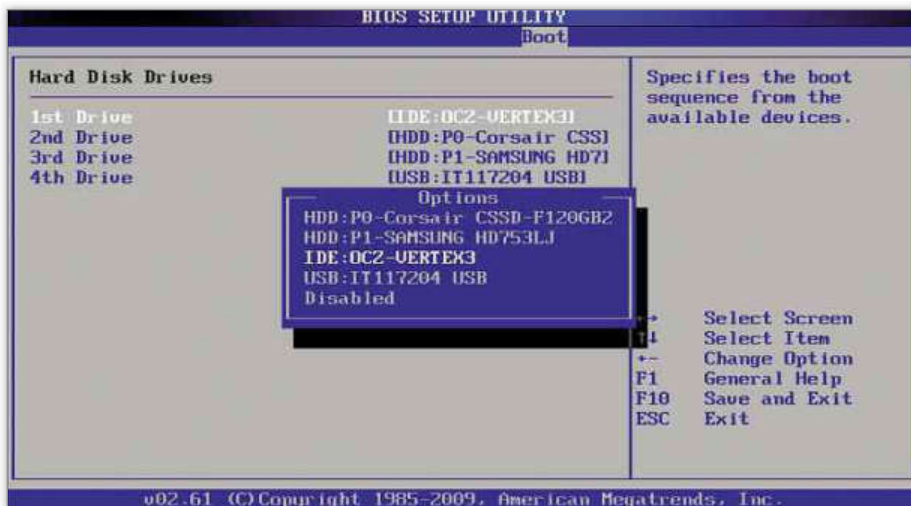 BIOS SETUP UTILITY
Boot
Hard Disk Drives
1st Drive [IDE:OCZ-VERTEX3]
2nd Drive [HDD:P0-Corsair CSS]
3rd Drive [HDD:P1-SAMSUNG HD7]
4th Drive [USB:IT117204 USB]
Options
HDD:P0-Corsair CSSD-F120GB2
HDD:P1-SAMSUNG HD753LJ
IDE:OCZ-VERTEX3
USB:IT117204 USB
Disabled
Specifies the boot
sequence from the
available devices.
Select Screen
↑↓ Select Item
+- Change Option
F1 General Help
F10 Save and Exit
ESC Exit
v02.61 (C)Copyright 1985-2009, American Megatrends, Inc.